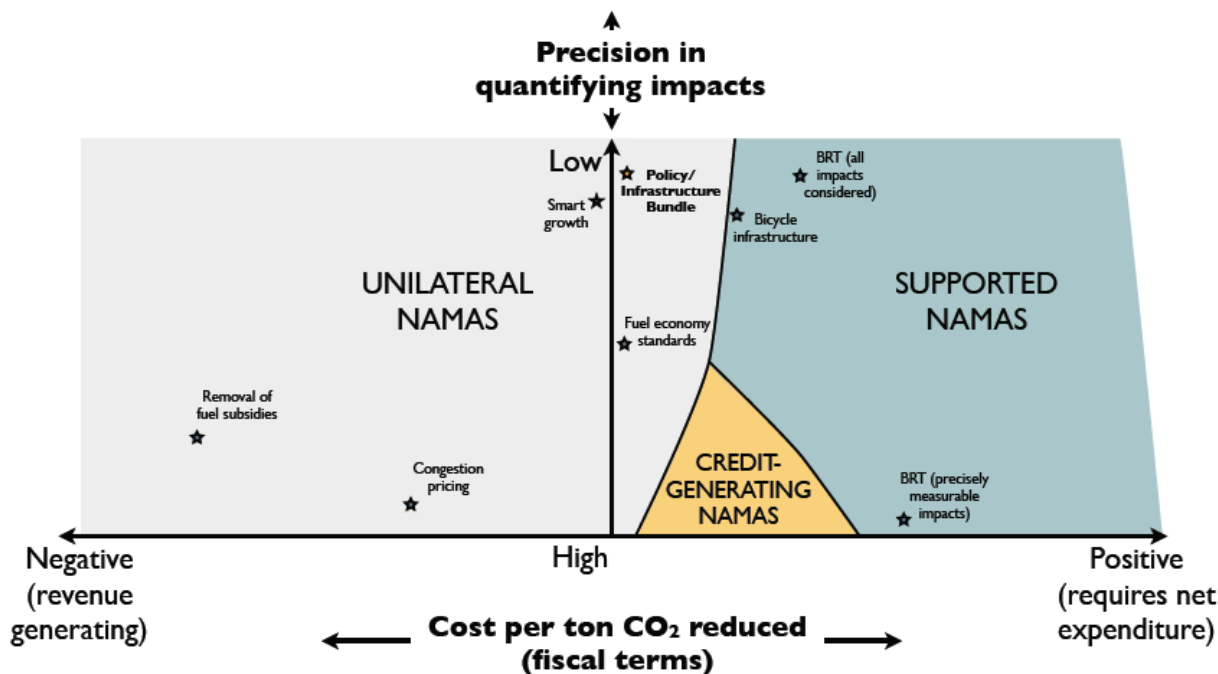 Precision in
quantifying impacts
Low
Policy/
Infrastructure
Bundle
Smart
growth
BRT (all
impacts
considered)
Bicycle
infrastructure
UNILATERAL
NAMAS
SUPPORTED
NAMAS
Fuel economy
standards
Removal of
fuel subsidies
Congestion
pricing
CREDIT-
GENERATING
NAMAS
BRT (precisely
measurable
impacts)
Negative
(revenue
generating)
High
Positive
(requires net
expenditure)
Cost per ton CO₂ reduced
(fiscal terms)